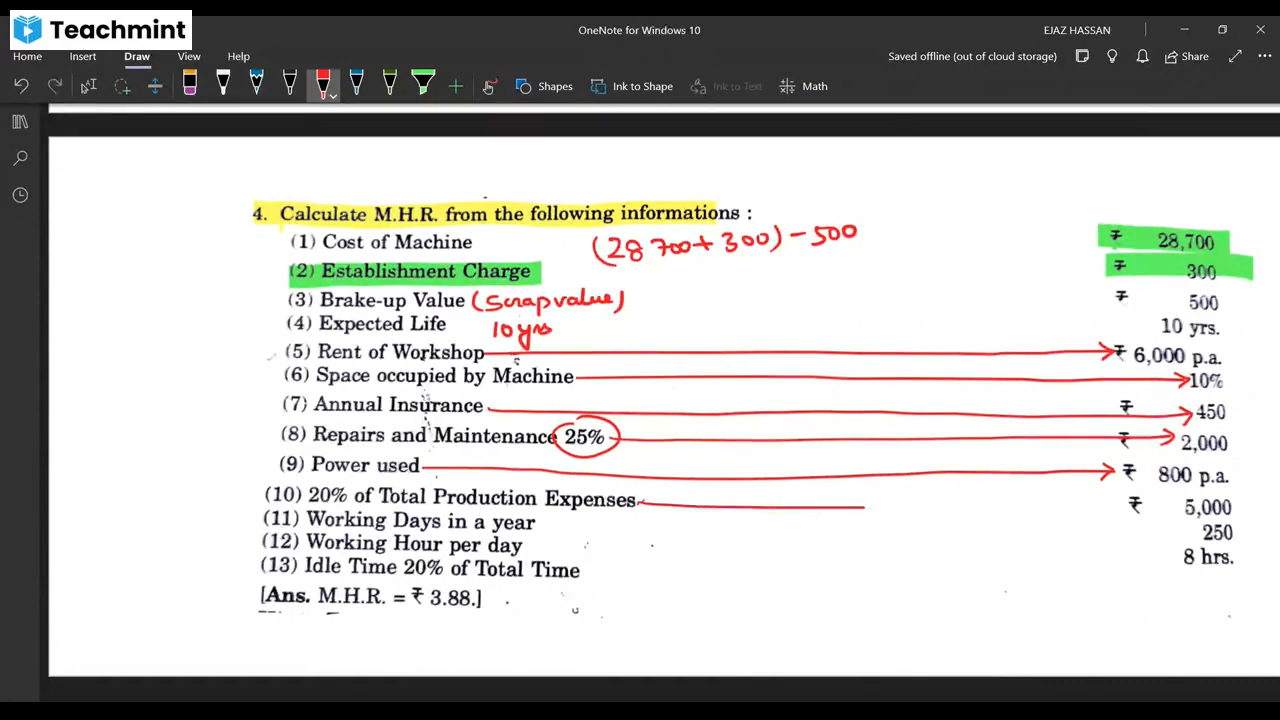 Teachmint
OneNote for Windows 10
EJAZ HASSAN
Home Insert Draw View Help
Saved offline (out of cloud storage)
Share
Shapes
Ink to Shape
Ink to Text
Math
4. Calculate M.H.R. from the following informations :
(1) Cost of Machine (28700+300)-500 ₹ 28,700
(2) Establishment Charge ₹ 300
(3) Brake-up Value (scrap value) ₹ 500
(4) Expected Life 10 yrs 10 yrs.
(5) Rent of Workshop ₹ 6,000 p.a.
(6) Space occupied by Machine 10%
(7) Annual Insurance ₹ 450
(8) Repairs and Maintenance 25% ₹ 2,000
(9) Power used ₹ 800 p.a.
(10) 20% of Total Production Expenses ₹ 5,000
(11) Working Days in a year 250
(12) Working Hour per day 8 hrs.
(13) Idle Time 20% of Total Time
[Ans. M.H.R. = ₹ 3.88.]